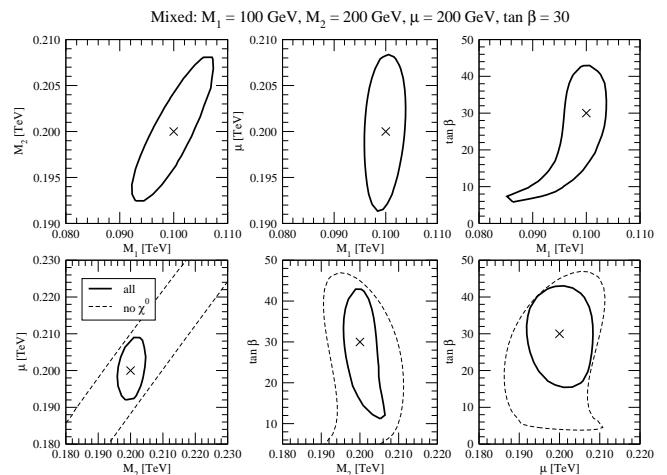 Mixed: M1 = 100 GeV, M2 = 200 GeV, μ = 200 GeV, tan β = 30
0.210
0.205
0.200
0.195
0.190
M2 [TeV]
0.080 0.090 0.100 0.110
M1 [TeV]
0.210
0.205
0.200
0.195
0.190
μ [TeV]
0.080 0.090 0.100 0.110
M1 [TeV]
50
40
30
20
10
0
tan β
0.080 0.090 0.100 0.110
M1 [TeV]
0.230
0.220
0.210
0.200
0.190
0.180
μ [TeV]
all
no χ0
0.180 0.190 0.200 0.210 0.220 0.230
M2 [TeV]
50
40
30
20
10
tan β
0.180 0.190 0.200 0.210 0.220
M2 [TeV]
50
40
30
20
10
0
tan β
0.180 0.190 0.200 0.210 0.220
μ [TeV]